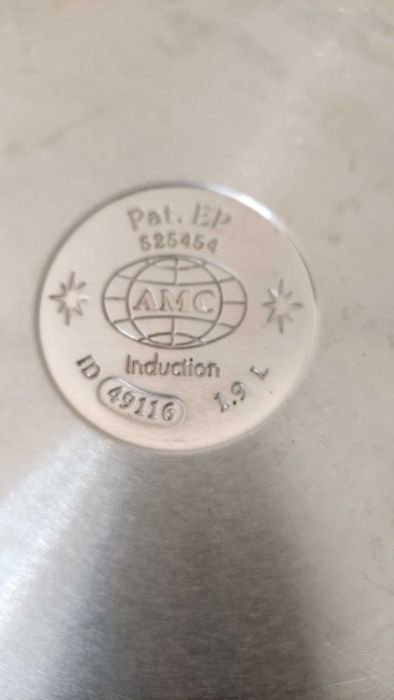 Pat. EP
525454
AMC
Induction
ID 49116 1.9 L